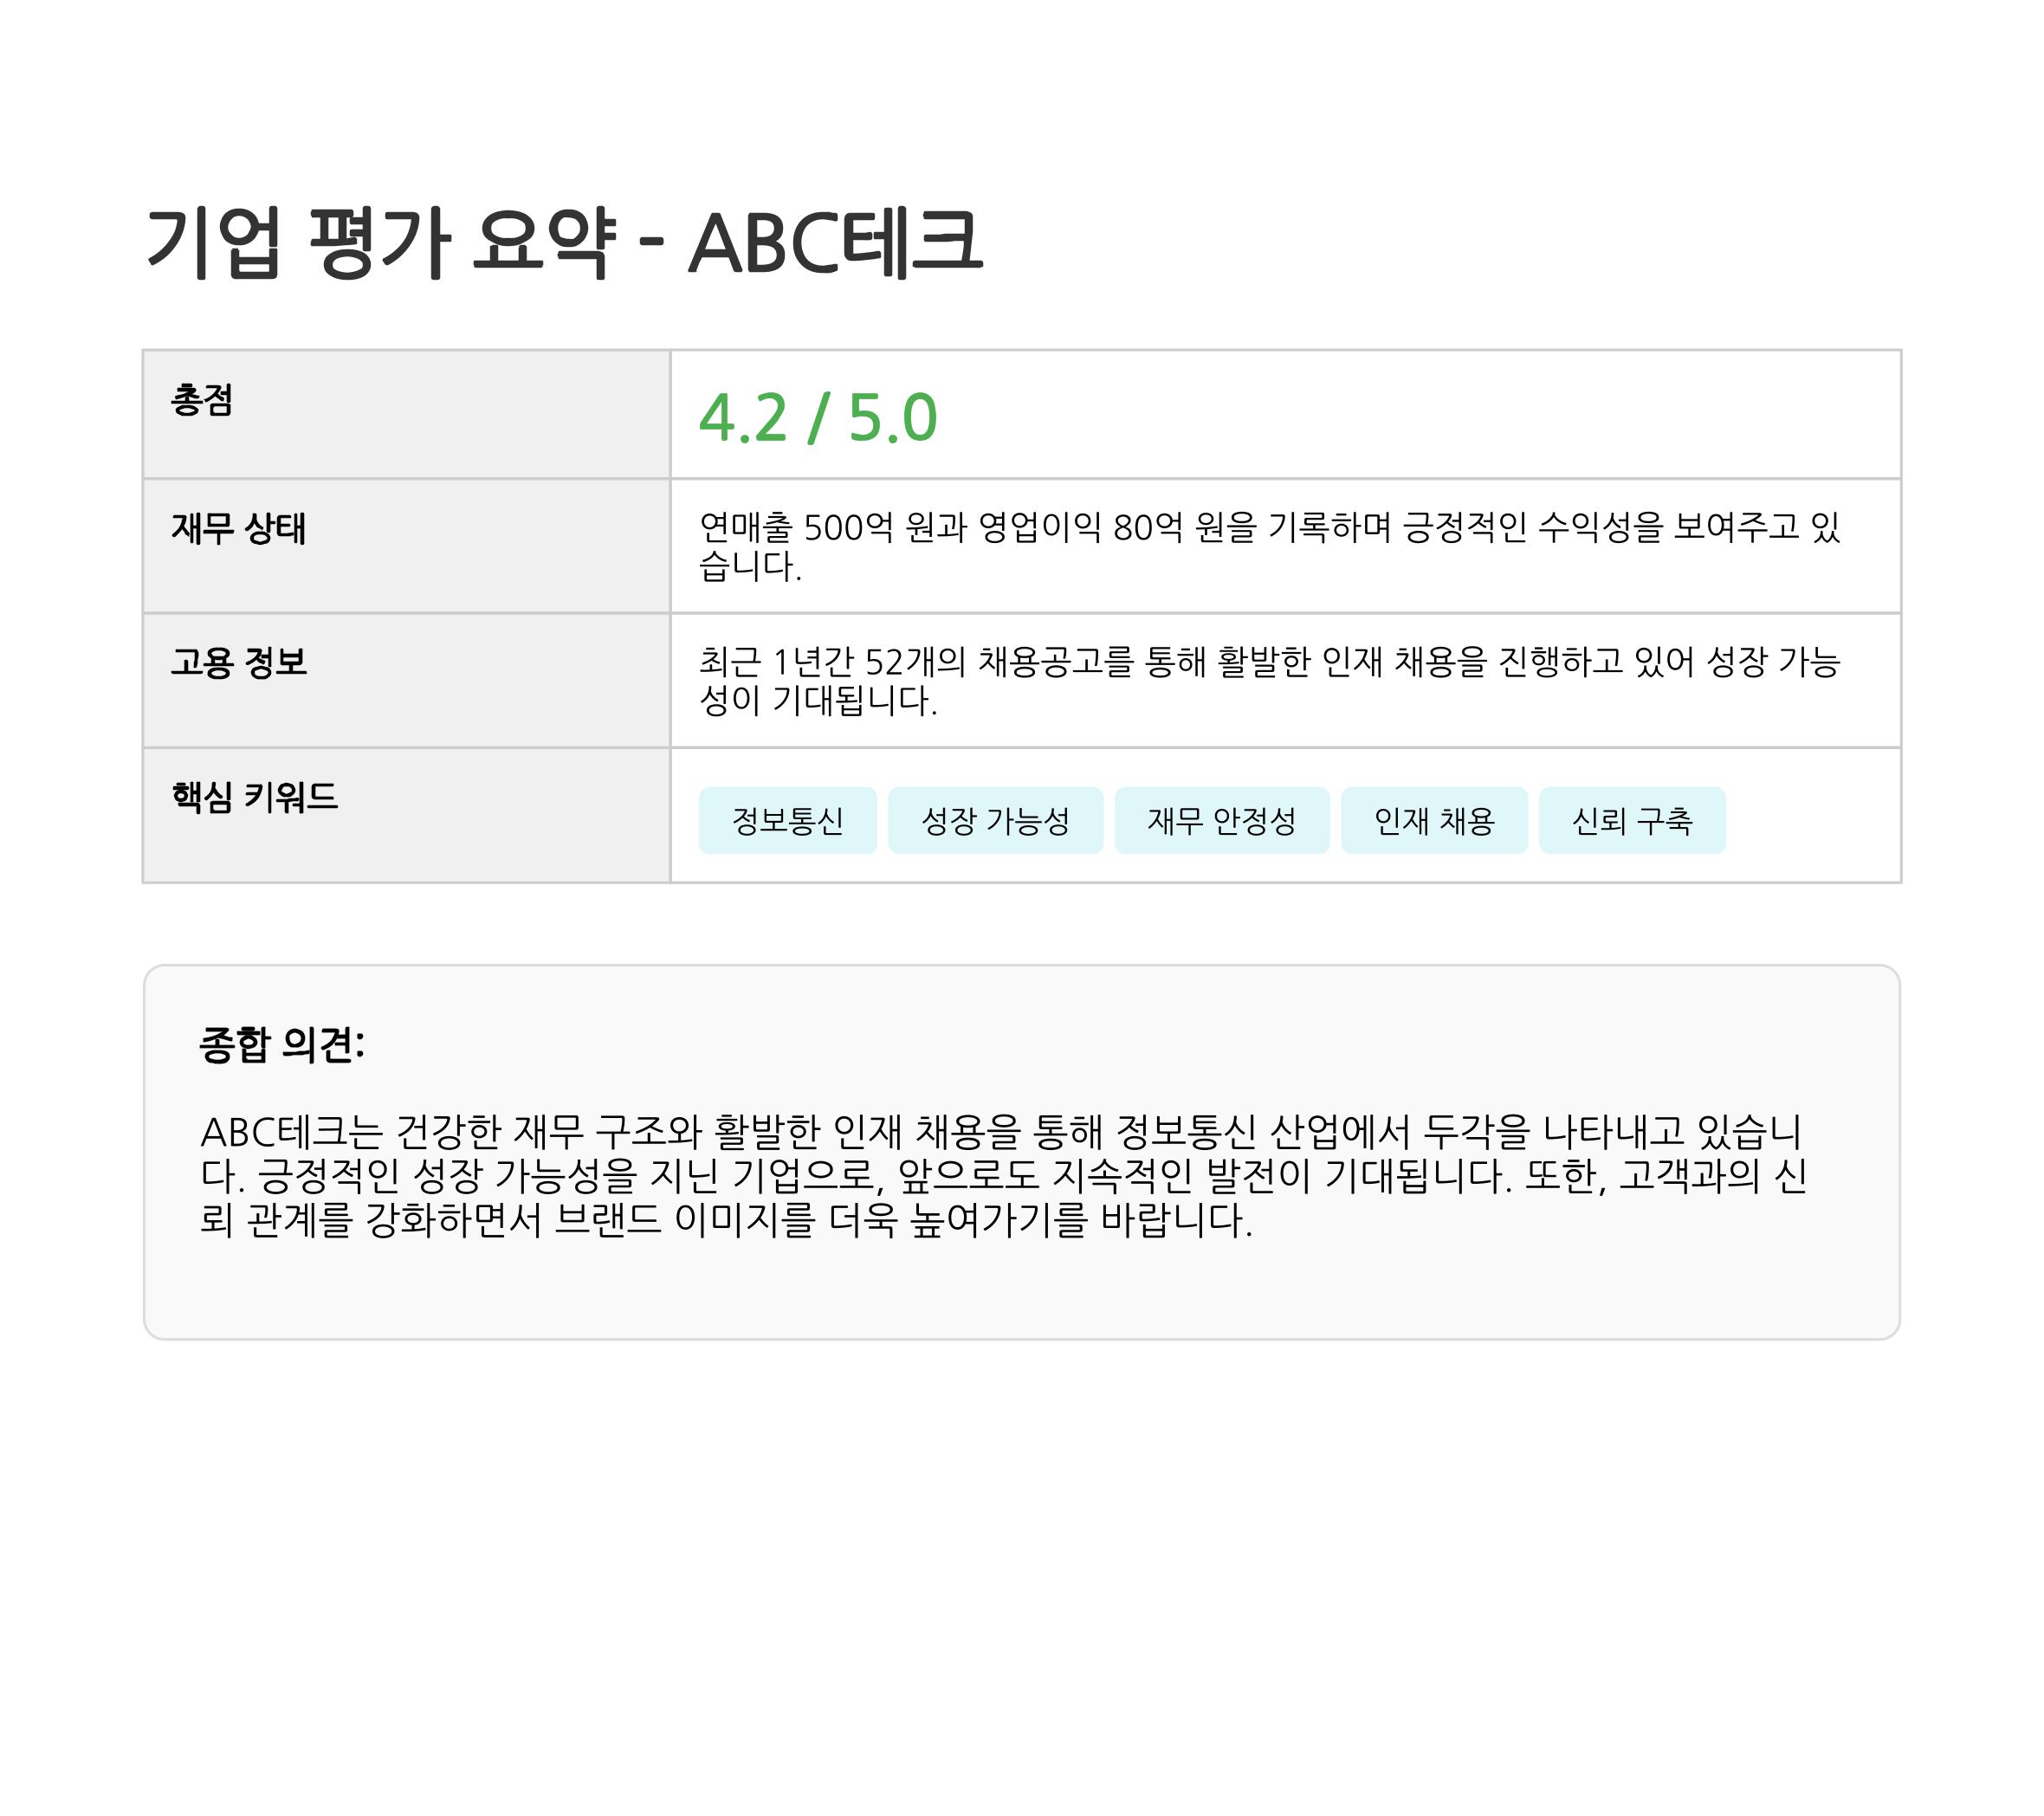 기업 평가 요약 - ABC테크
총점
4.2 / 5.0
재무 상태
연매출 500억 원과 영업이익 80억 원을 기록하며 긍정적인 수익성을 보여주고 있
습니다.
고용 정보
최근 1년간 52개의 채용공고를 통해 활발한 인재 채용을 진행하고 있어 성장 가능
성이 기대됩니다.
핵심 키워드
정보통신 성장 가능성 재무 안정성 인재 채용 신뢰 구축
종합 의견:
ABC테크는 건강한 재무 구조와 활발한 인재 채용을 통해 정보통신 산업에서 두각을 나타내고 있습니
다. 긍정적인 성장 가능성을 지닌 기업으로, 앞으로도 지속적인 발전이 기대됩니다. 또한, 고객과의 신
뢰 관계를 강화하면서 브랜드 이미지를 더욱 높여가기를 바랍니다.